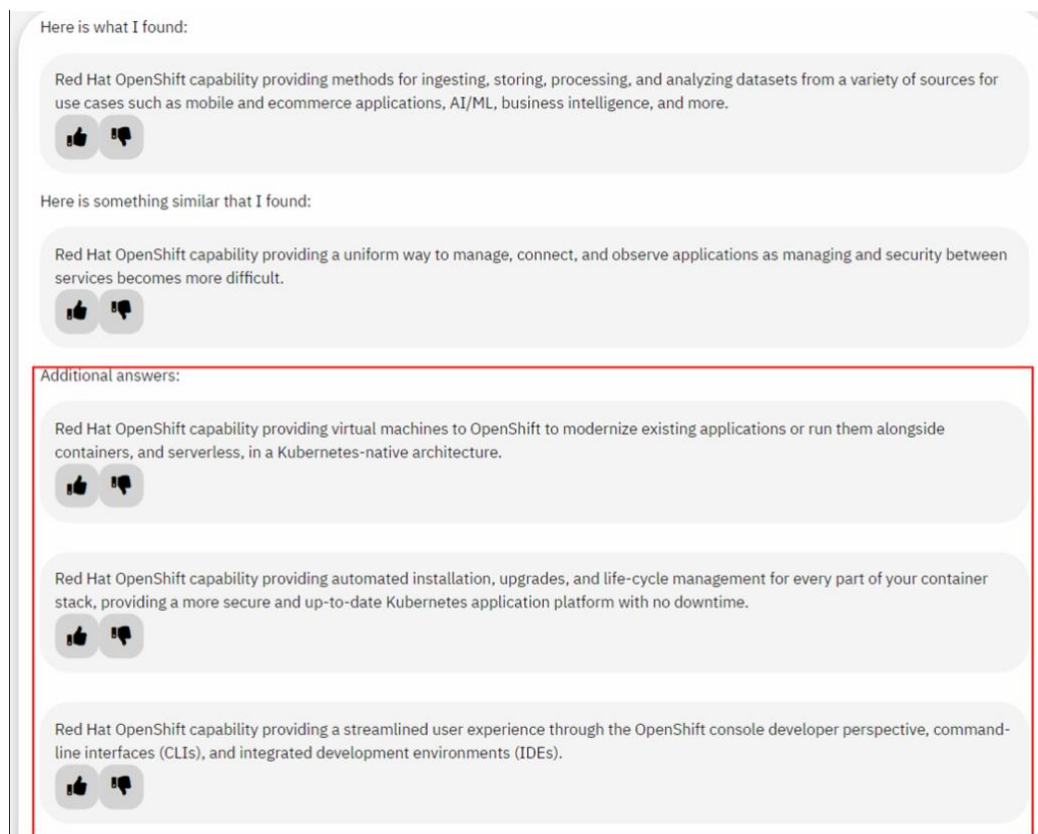 Here is what I found:
Red Hat OpenShift capability providing methods for ingesting, storing, processing, and analyzing datasets from a variety of sources for
use cases such as mobile and ecommerce applications, AI/ML, business intelligence, and more.
Here is something similar that I found:
Red Hat OpenShift capability providing a uniform way to manage, connect, and observe applications as managing and security between
services becomes more difficult.
Additional answers:
Red Hat OpenShift capability providing virtual machines to OpenShift to modernize existing applications or run them alongside
containers, and serverless, in a Kubernetes-native architecture.
Red Hat OpenShift capability providing automated installation, upgrades, and life-cycle management for every part of your container
stack, providing a more secure and up-to-date Kubernetes application platform with no downtime.
Red Hat OpenShift capability providing a streamlined user experience through the OpenShift console developer perspective, command-
line interfaces (CLIs), and integrated development environments (IDEs).